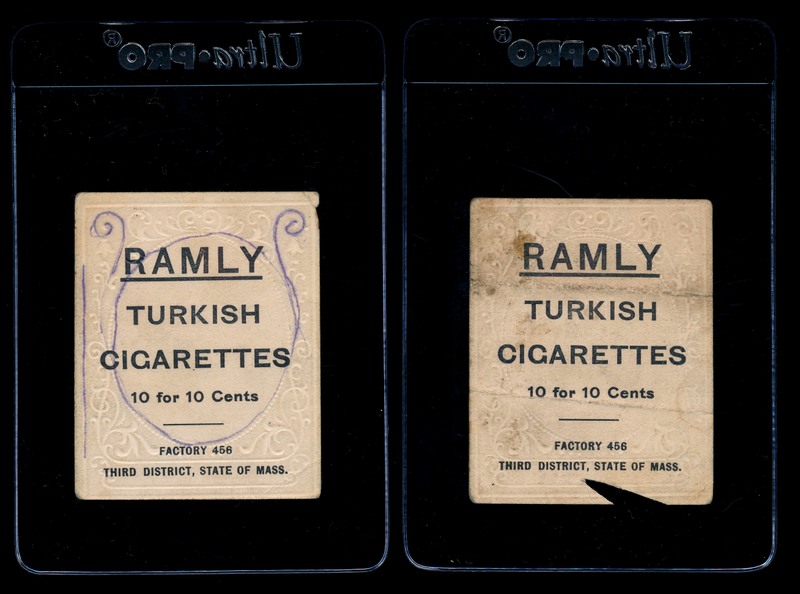 Ultra•PRO®
RAMLY
TURKISH
CIGARETTES
10 for 10 Cents
FACTORY 456
THIRD DISTRICT, STATE OF MASS.
Ultra•PRO®
RAMLY
TURKISH
CIGARETTES
10 for 10 Cents
FACTORY 456
THIRD DISTRICT, STATE OF MASS.